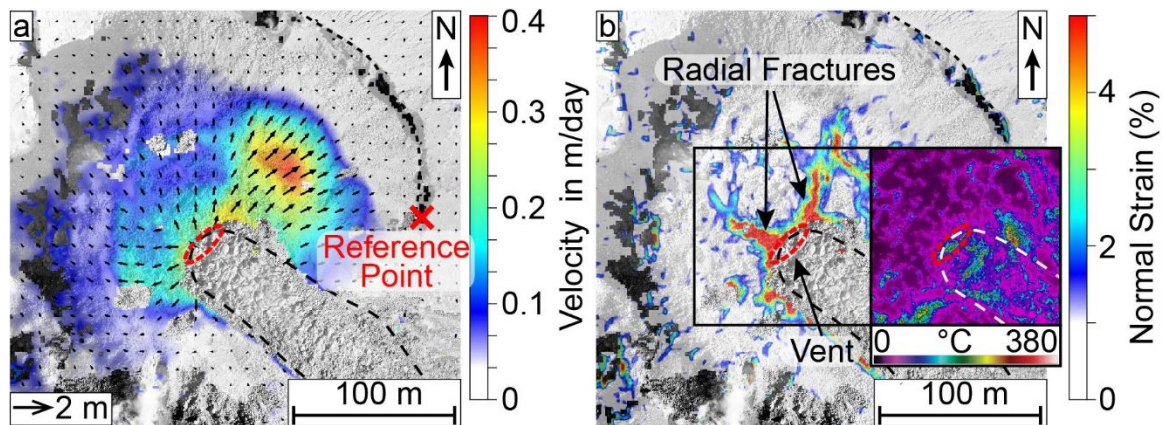 a
N
Reference
Point
2 m
100 m
0.4
0.3
0.2
0.1
0
Velocity in m/day
b
N
Radial Fractures
Vent
0 °C 380
100 m
4
2
0
Normal Strain (%)